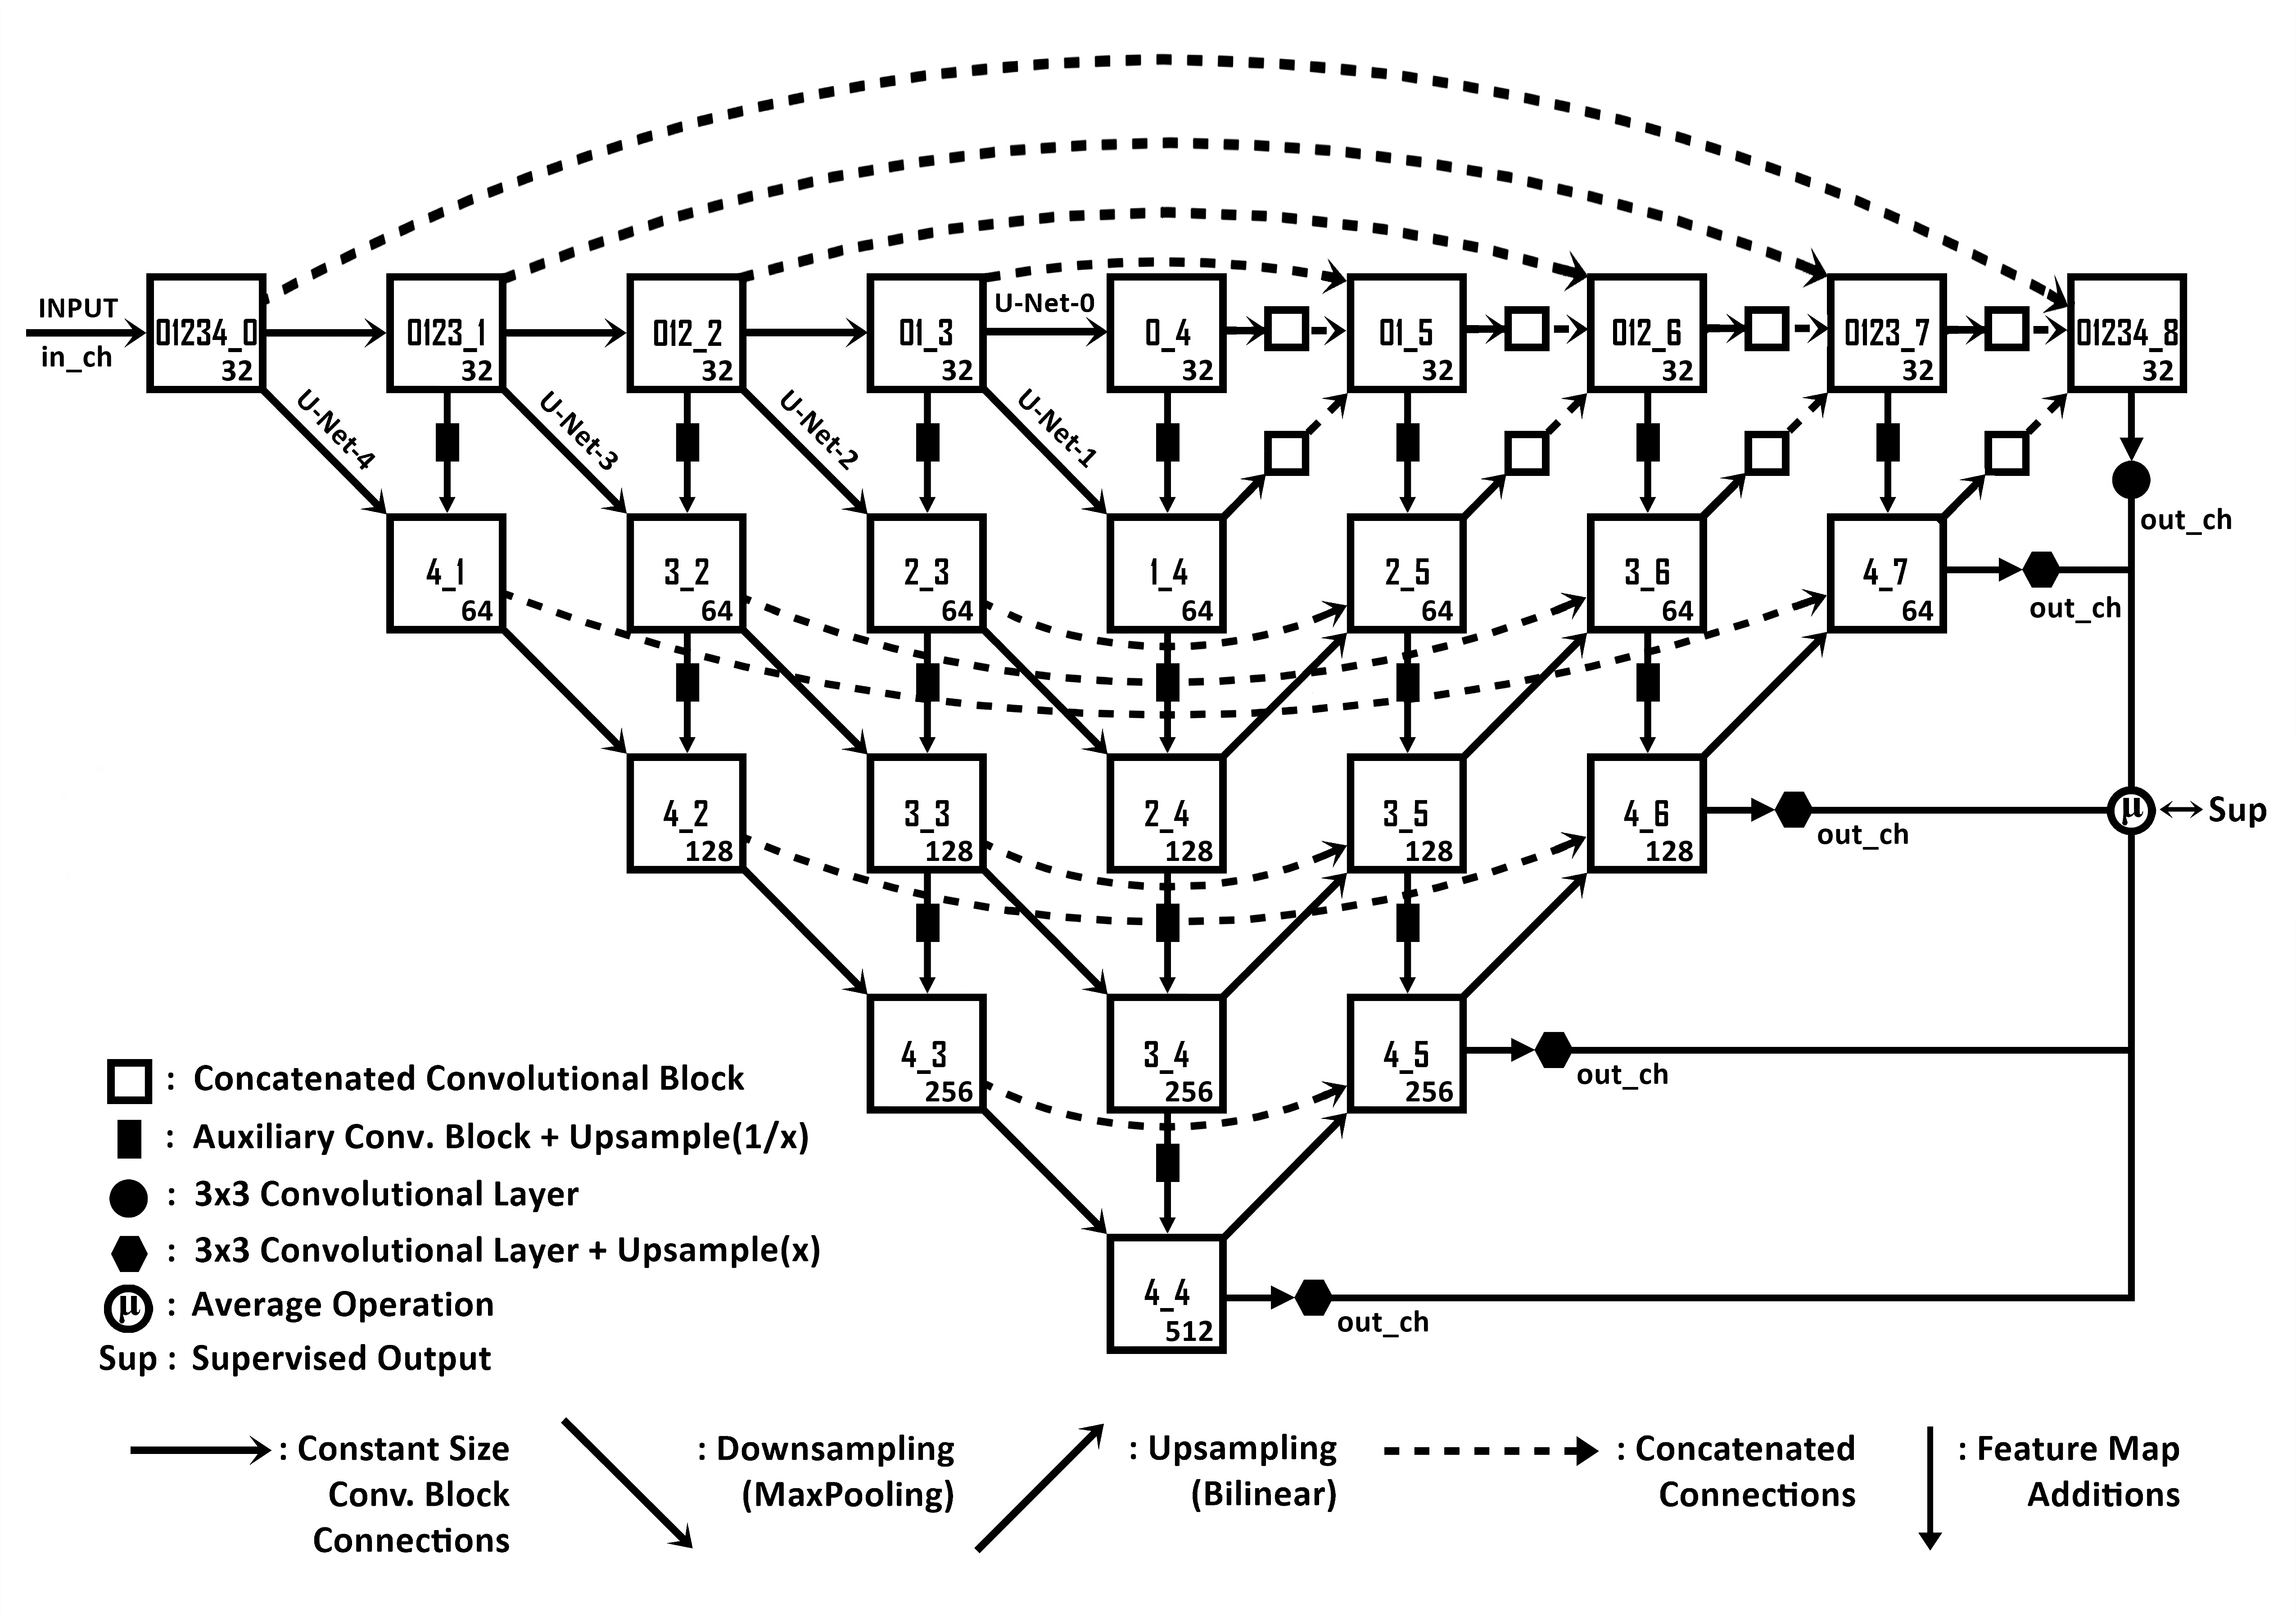 INPUT
in_ch
01234_0
32
0123_1
32
012_2
32
01_3
32
U-Net-0
0_4
32
01_5
32
012_6
32
0123_7
32
01234_8
32
U-Net-4
U-Net-3
U-Net-2
U-Net-1
out_ch
4_1
64
3_2
64
2_3
64
1_4
64
2_5
64
3_6
64
4_7
64
out_ch
4_2
128
3_3
128
2_4
128
3_5
128
4_6
128
out_ch
μ
Sup
4_3
256
3_4
256
4_5
256
out_ch
4_4
512
out_ch
: Concatenated Convolutional Block
: Auxiliary Conv. Block + Upsample(1/x)
: 3x3 Convolutional Layer
: 3x3 Convolutional Layer + Upsample(x)
μ : Average Operation
Sup : Supervised Output
: Constant Size
Conv. Block
Connections
: Downsampling
(MaxPooling)
: Upsampling
(Bilinear)
: Concatenated
Connections
: Feature Map
Additions